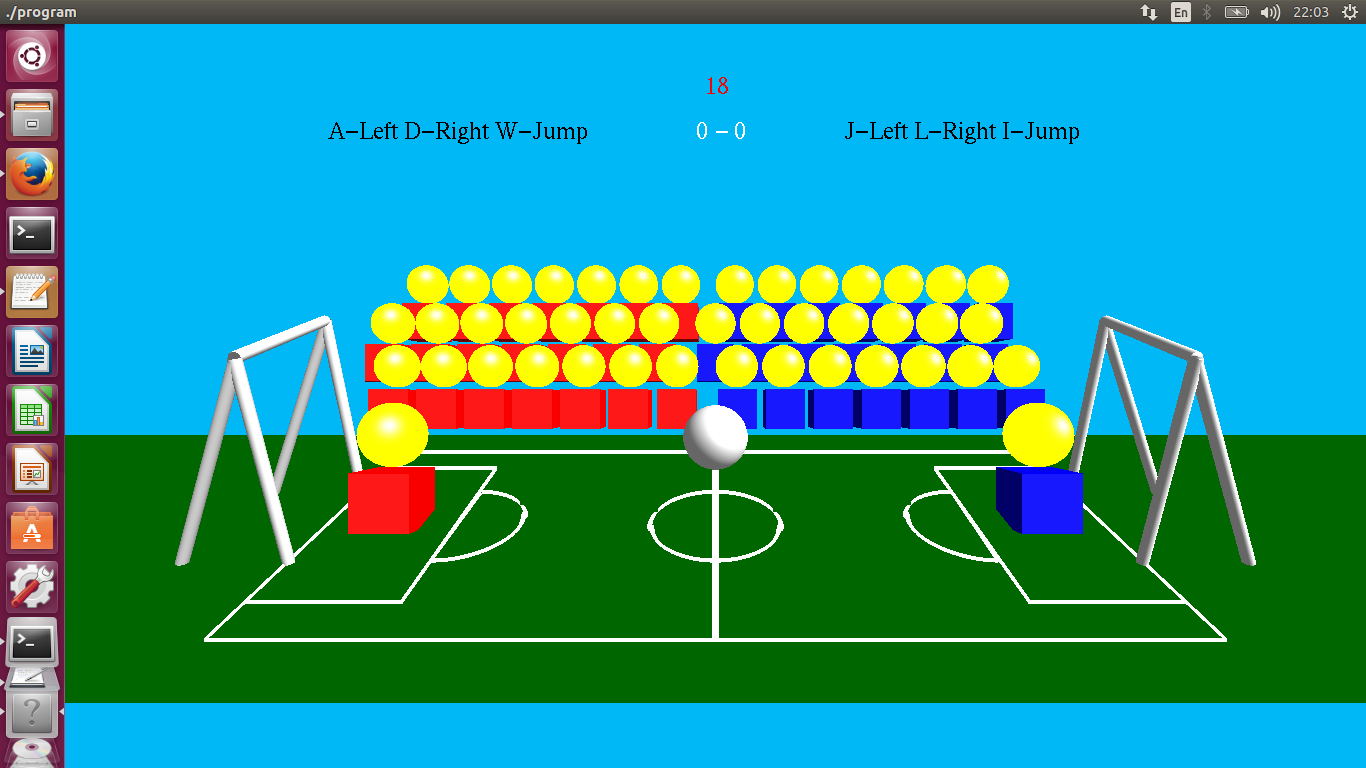 ./program
En
22:03
18
A-Left D-Right W-Jump
0 - 0
J-Left L-Right I-Jump